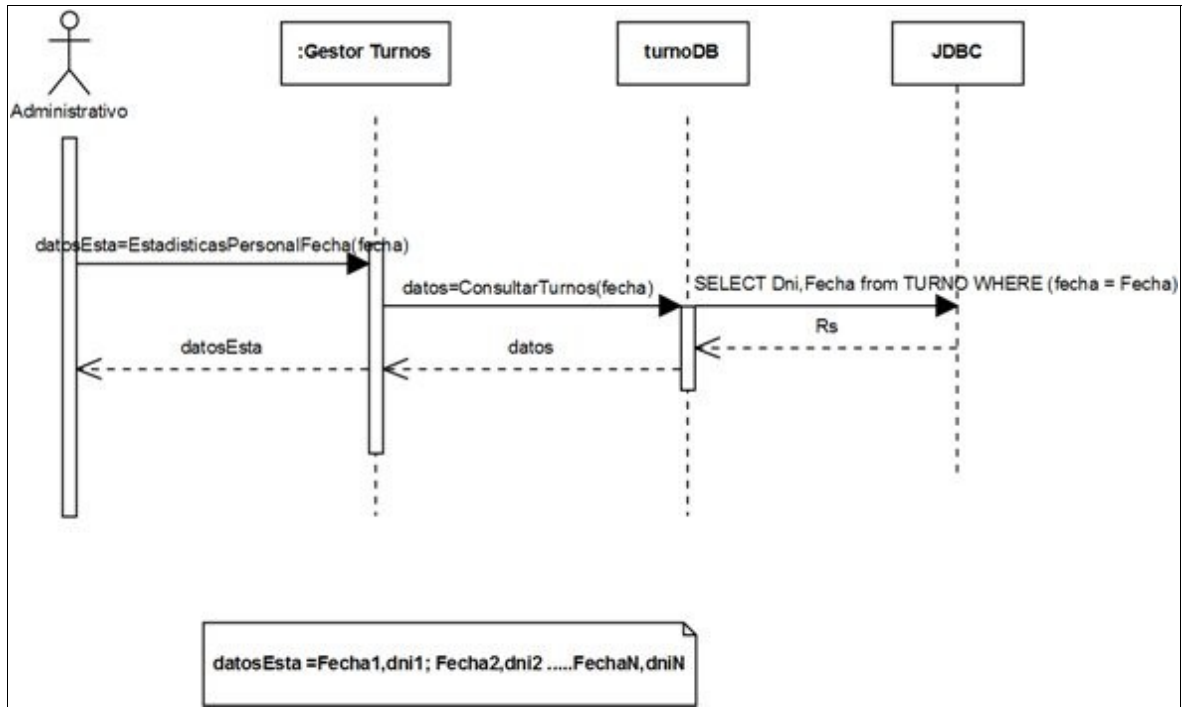 :Gestor Turnos
turnoDB
JDBC
Administrativo
datosEsta=EstadisticasPersonalFecha(fecha)
datos=ConsultarTurnos(fecha)
SELECT Dni,Fecha from TURNO WHERE (fecha = Fecha)
Rs
datosEsta
datos
datosEsta =Fecha1,dni1; Fecha2,dni2 .....FechaN,dniN